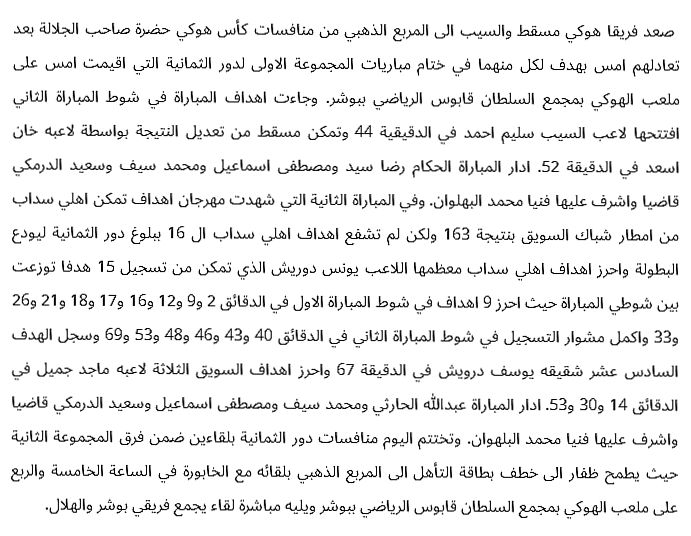 صعد فريقا هوكي مسقط والسيب الى المربع الذهبي من منافسات كأس هوكي حضرة صاحب الجلالة بعد
تعادلهم امس بهدف لكل منهما في ختام مباريات المجموعة الاولى لدور الثمانية التي اقيمت امس على
ملعب الهوكي بمجمع السلطان قابوس الرياضي ببوشر. وجاءت اهداف المباراة في شوط المباراة الثاني
افتتحها لاعب السيب سليم احمد في الدقيقية 44 وتمكن مسقط من تعديل النتيجة بواسطة لاعبه خان
اسعد في الدقيقة 52. ادار المباراة الحكام رضا سيد ومصطفى اسماعيل ومحمد سيف وسعيد الدرمكي
قاضيا واشرف عليها فنيا محمد البهلوان. وفي المباراة الثانية التي شهدت مهرجان اهداف تمكن اهلي سداب
من امطار شباك السويق بنتيجة 163 ولكن لم تشفع اهداف اهلي سداب ال 16 ببلوغ دور الثمانية ليودع
البطولة واحرز اهداف اهلي سداب معظمها اللاعب يونس دوريش الذي تمكن من تسجيل 15 هدفا توزعت
بين شوطي المباراة حيث احرز 9 اهداف في شوط المباراة الاول في الدقائق 2 و9 و12 و16 و17 و18 و21 و26
و33 واكمل مشوار التسجيل في شوط المباراة الثاني في الدقائق 40 و43 و46 و48 و53 و69 وسجل الهدف
السادس عشر شقيقه يوسف درويش في الدقيقة 67 واحرز اهداف السويق الثلاثة لاعبه ماجد جميل في
الدقائق 14 و30 و53. ادار المباراة عبدالله الحارثي ومحمد سيف ومصطفى اسماعيل وسعيد الدرمكي قاضيا
واشرف عليها فنيا محمد البلهوان. وتختتم اليوم منافسات دور الثمانية بلقاءين ضمن فرق المجموعة الثانية
حيث يطمح ظفار الى خطف بطاقة التأهل الى المربع الذهبي بلقائه مع الخابورة في الساعة الخامسة والربع
على ملعب الهوكي بمجمع السلطان قابوس الرياضي ببوشر ويليه مباشرة لقاء يجمع فريقي بوشر والهلال.